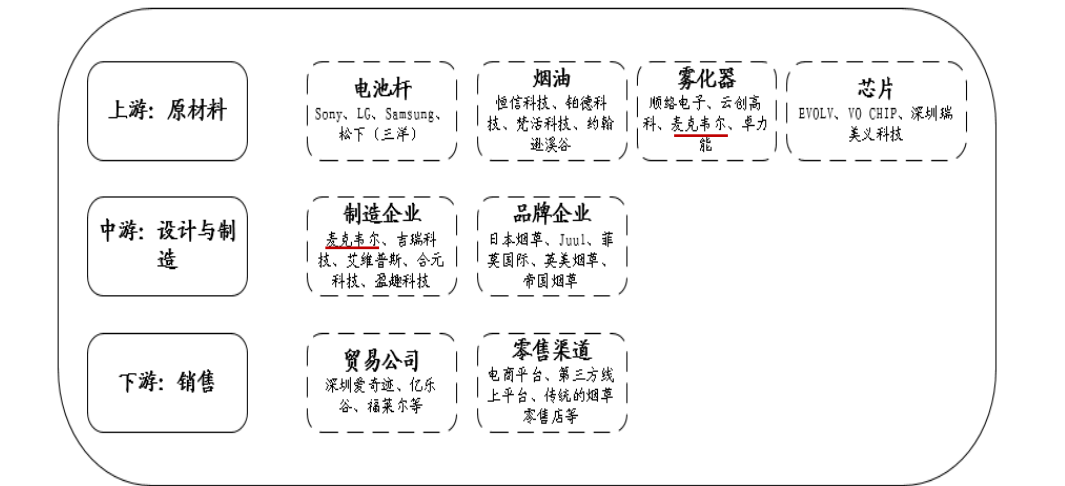 上游：原材料
电池杆
Sony、LG、Samsung、
松下（三洋）
烟油
恒信科技、铂德科
技、梵活科技、约翰
逊溪谷
雾化器
顺络电子、云创高
科、麦克韦尔、卓力
能
芯片
EVOLV、VO CHIP、深圳瑞
美义科技
中游：设计与制
造
制造企业
麦克韦尔、吉瑞科
技、艾维普斯、合元
科技、盈趣科技
品牌企业
日本烟草、Juul、菲
莫国际、英美烟草、
帝国烟草
下游：销售
贸易公司
深圳爱奇迹、亿乐
谷、福莱尔等
零售渠道
电商平台、第三方线
上平台、传统的烟草
零售店等